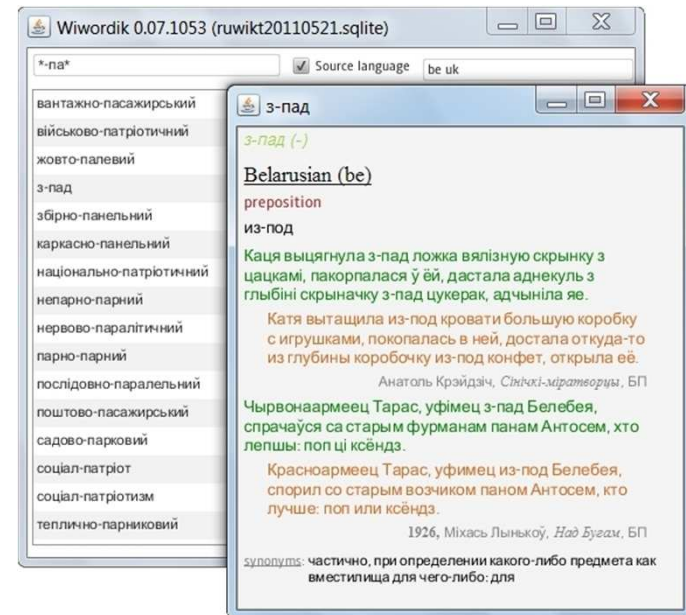 Wiwordik 0.07.1053 (ruwikt20110521.sqlite)
*-па*
Source language
be uk
вантажно-пасажирський
військово-патріотичний
жовто-палевий
з-пад
збірно-панельний
каркасно-панельний
національно-патріотичний
непарно-парний
нервово-паралітичний
парно-парний
послідовно-паралельний
поштово-пасажирський
садово-парковий
соціал-патріот
соціал-патріотизм
теплично-парниковий
з-пад
з-пад (-)
Belarusian (be)
preposition
из-под
Каця выцягнула з-пад ложка вялізную скрынку з
цацкамі, пакорпалася ў ёй, дастала аднекуль з
глыбіні скрыначку з-пад цукерак, адчыніла яе.
Катя вытащила из-под кровати большую коробку
с игрушками, покопалась в ней, достала откуда-то
из глубины коробочку из-под конфет, открыла её.
Анатоль Крэйдзіч, Сінічкі-міратворцы, БП
Чырвонаармеец Тарас, уфімец з-пад Белебея,
спрачаўся са старым фурманам панам Антосем, хто
лепшы: поп ці ксёндз.
Красноармеец Тарас, уфимец из-под Белебея,
спорил со старым возчиком паном Антосем, кто
лучше: поп или ксёндз.
1926, Міхась Лынькоў, Над Бугам, БП
synonyms: частично, при определении какого-либо предмета как
вместилища для чего-либо: для